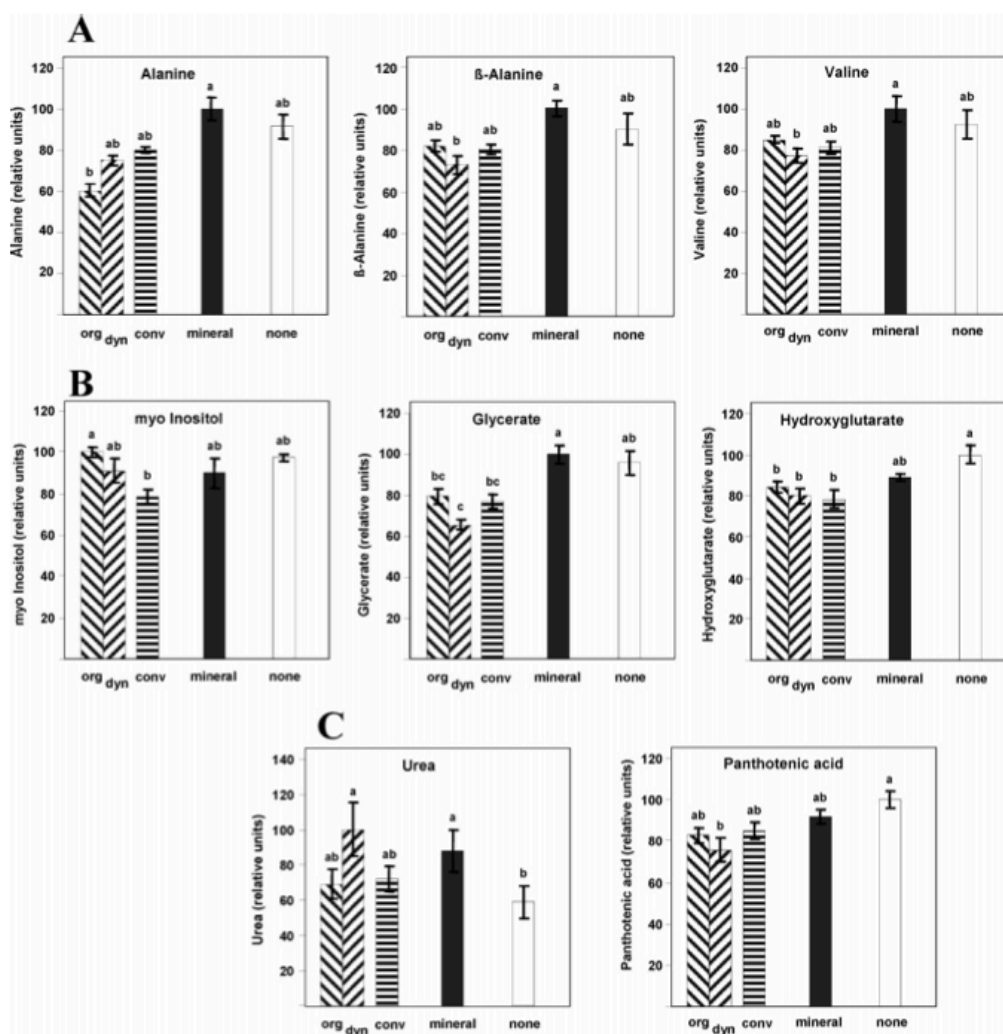 A
Alanine
Alanine (relative units)
120
100
80
60
40
20
b
ab
ab
a
ab
org
dyn
conv
mineral
none
ß-Alanine
ß-Alanine (relative units)
120
100
80
60
40
20
ab
b
ab
a
ab
org
dyn
conv
mineral
none
Valine
Valine (relative units)
120
100
80
60
40
20
ab
b
ab
a
ab
org
dyn
conv
mineral
none
B
myo Inositol
myo Inositol (relative units)
120
100
80
60
40
20
a
ab
b
ab
ab
org
dyn
conv
mineral
none
Glycerate
Glycerate (relative units)
120
100
80
60
40
20
bc
c
bc
a
ab
org
dyn
conv
mineral
none
Hydroxyglutarate
Hydroxyglutarate (relative units)
120
100
80
60
40
20
b
b
b
ab
a
org
dyn
conv
mineral
none
C
Urea
Urea (relative units)
140
120
100
80
60
40
20
ab
a
ab
a
b
org
dyn
conv
mineral
none
Panthotenic acid
Panthotenic acid (relative units)
120
100
80
60
40
20
ab
b
ab
ab
a
org
dyn
conv
mineral
none